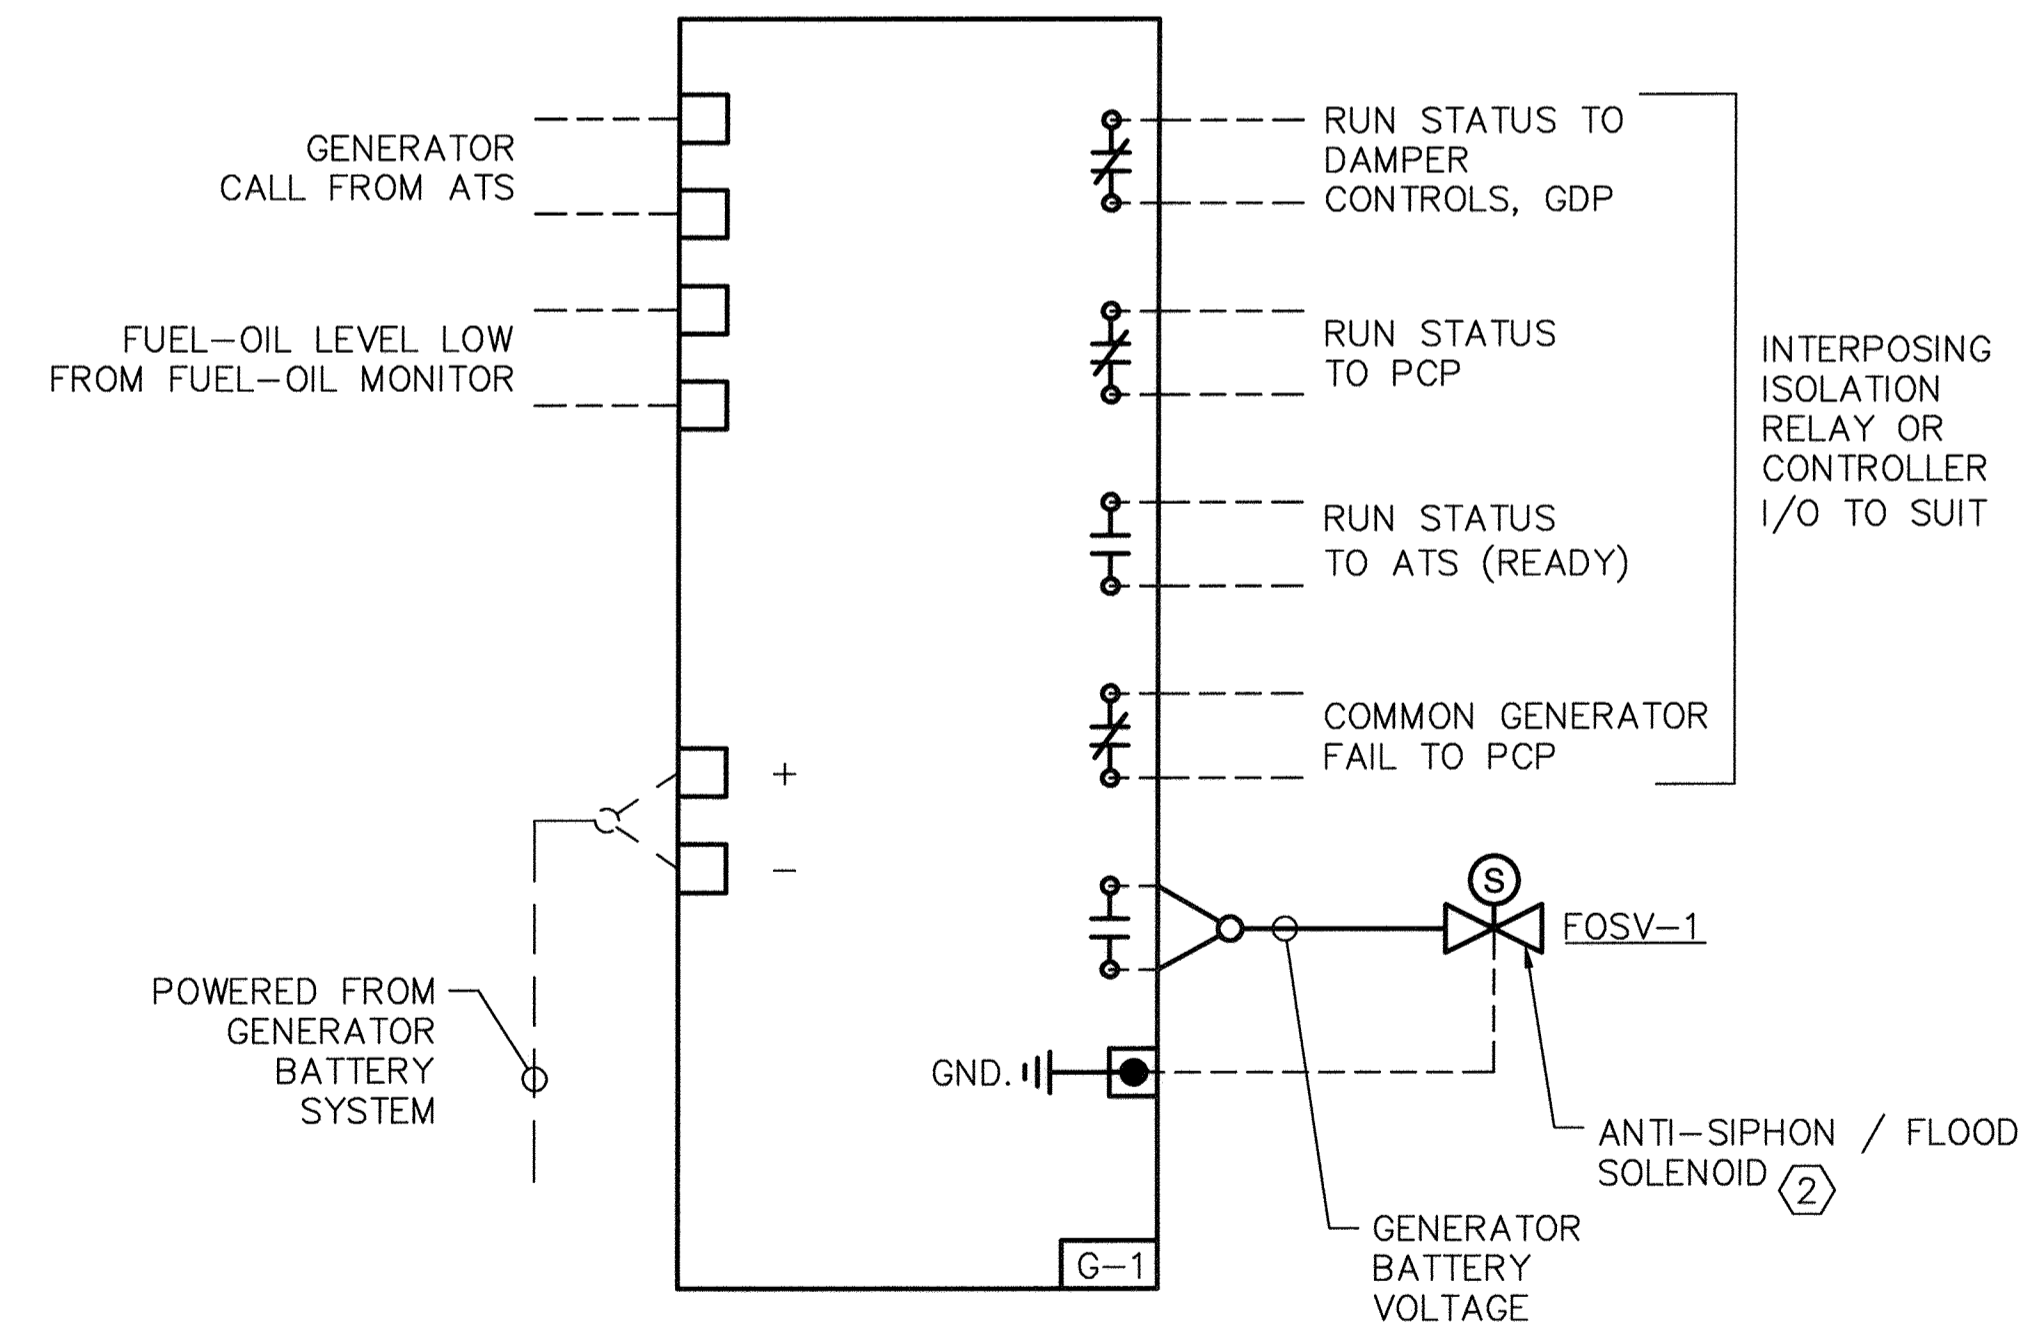 GENERATOR
CALL FROM ATS
FUEL-OIL LEVEL LOW
FROM FUEL-OIL MONITOR
+
-
POWERED FROM
GENERATOR
BATTERY
SYSTEM
RUN STATUS TO
DAMPER
CONTROLS, GDP
RUN STATUS
TO PCP
RUN STATUS
TO ATS (READY)
COMMON GENERATOR
FAIL TO PCP
INTERPOSING
ISOLATION
RELAY OR
CONTROLLER
I/O TO SUIT
S
FOSV-1
GND.
ANTI-SIPHON / FLOOD
SOLENOID 2
GENERATOR
BATTERY
VOLTAGE
G-1